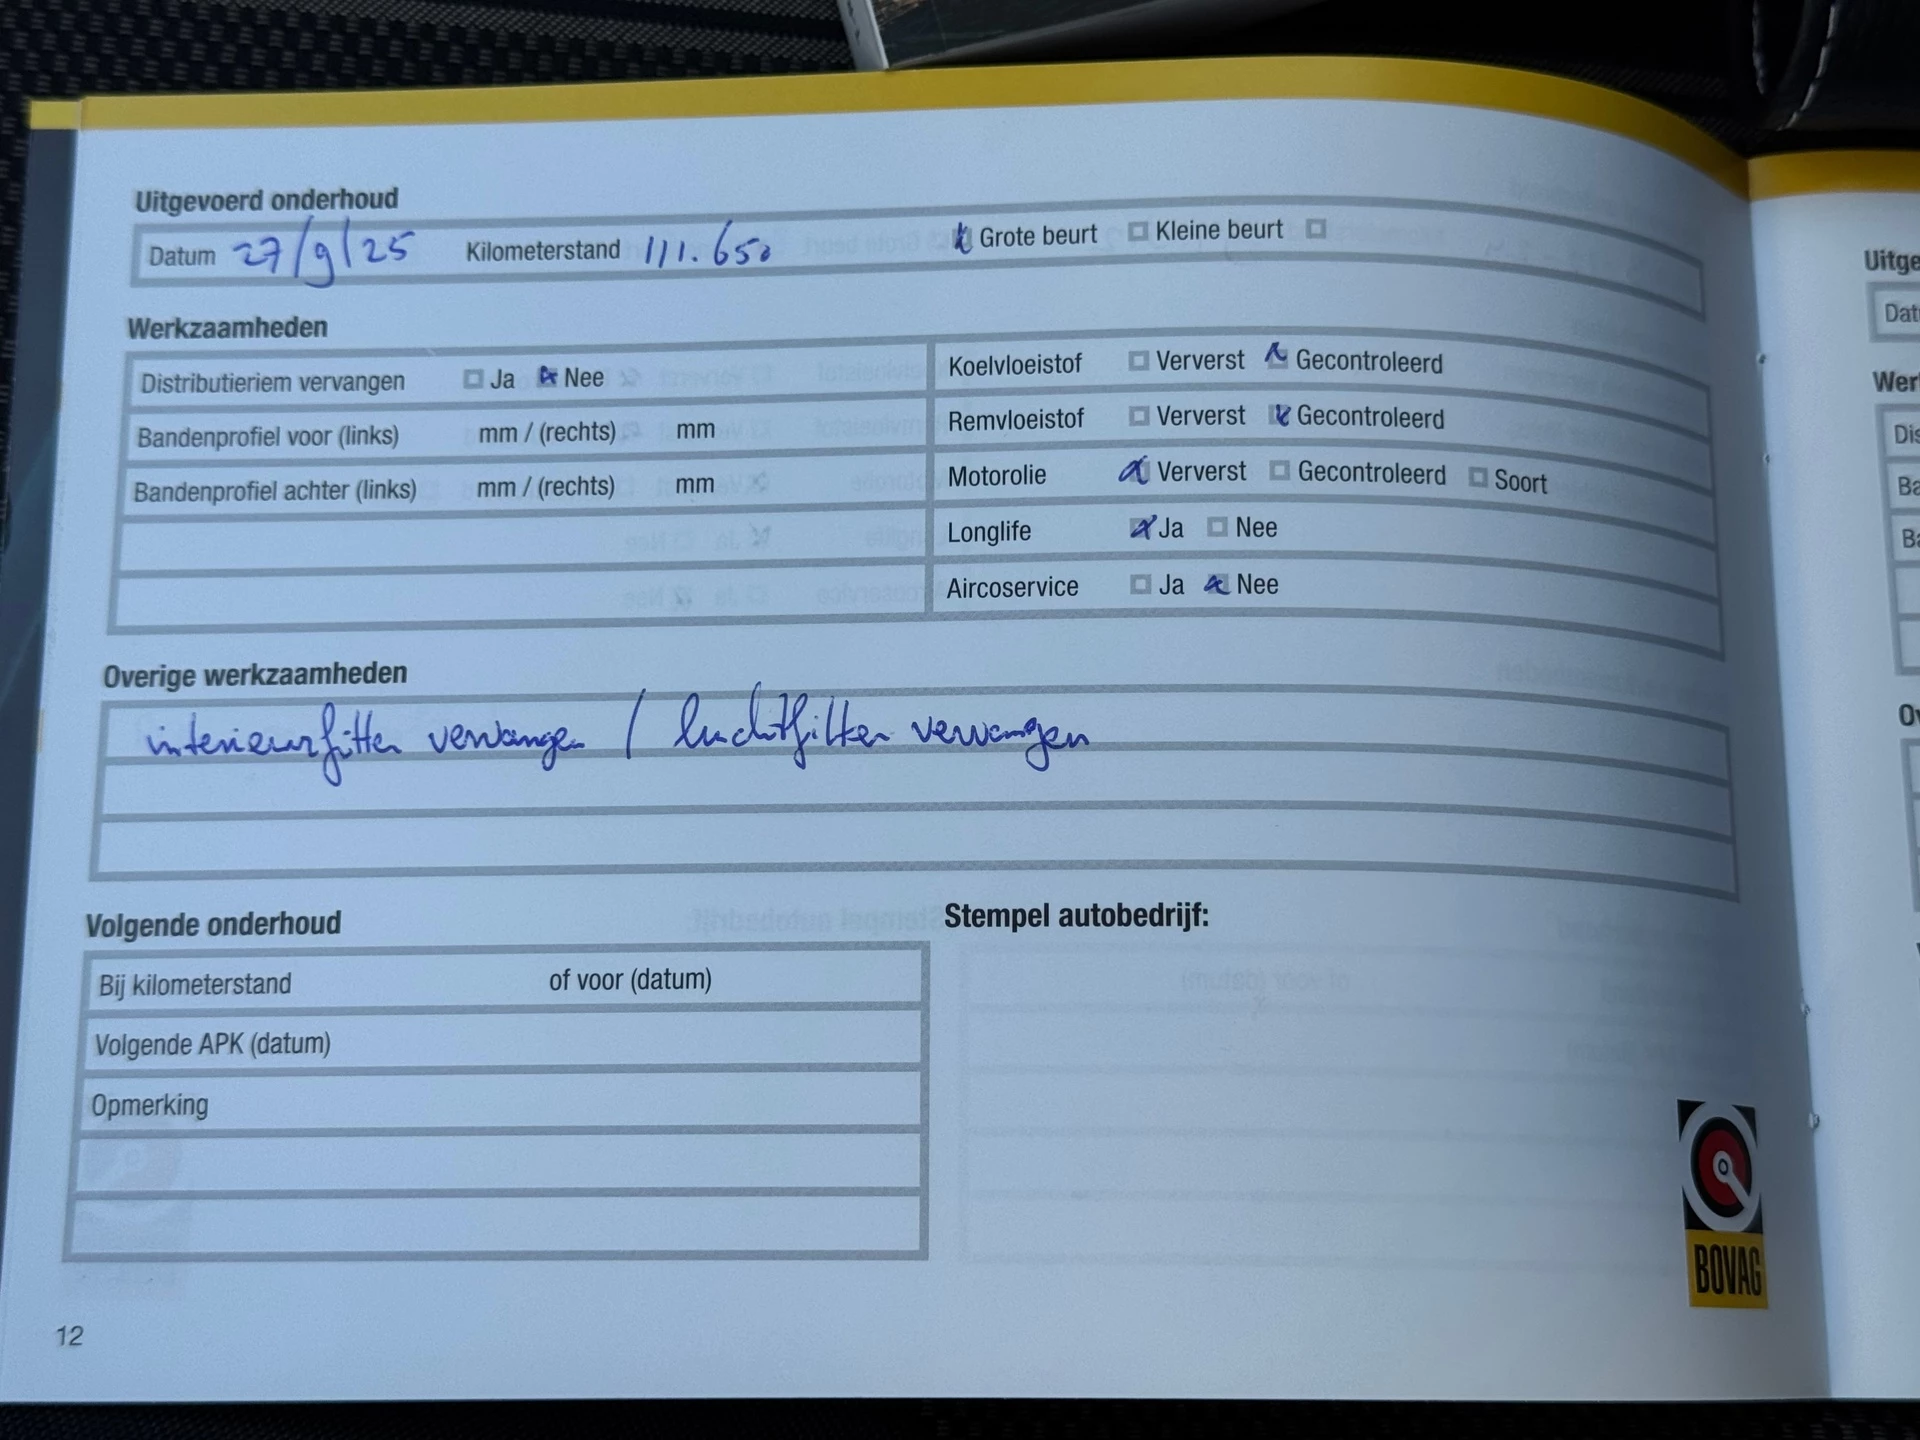 Uitgevoerd onderhoud
Datum 27/9/25 Kilometerstand 111.650 Grote beurt Kleine beurt
Werkzaamheden
Distributieriem vervangen Ja Nee
Bandenprofiel voor (links) mm / (rechts) mm
Bandenprofiel achter (links) mm / (rechts) mm
Koelvloeistof Ververst Gecontroleerd
Remvloeistof Ververst Gecontroleerd
Motorolie Ververst Gecontroleerd Soort
Longlife Ja Nee
Aircoservice Ja Nee
Overige werkzaamheden
interieurfilter vervangen / luchtfilter vervangen
Volgende onderhoud
Bij kilometerstand of voor (datum)
Volgende APK (datum)
Opmerking
Stempel autobedrijf:
BOVAG
12